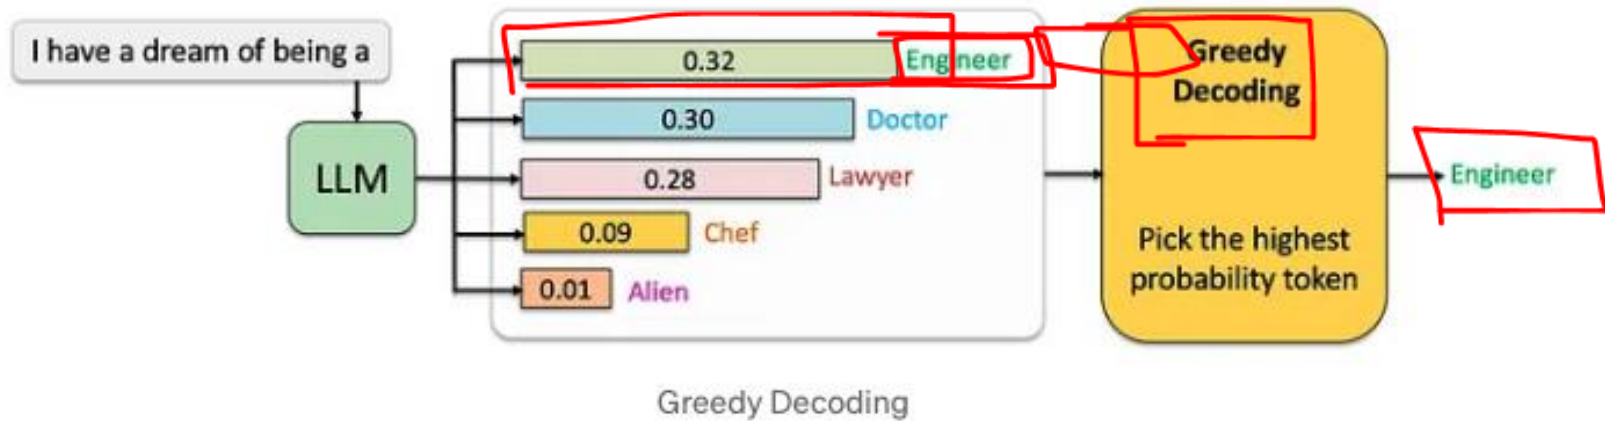 I have a dream of being a
LLM
0.32 Engineer
0.30 Doctor
0.28 Lawyer
0.09 Chef
0.01 Alien
Greedy
Decoding
Pick the highest
probability token
Engineer
Greedy Decoding